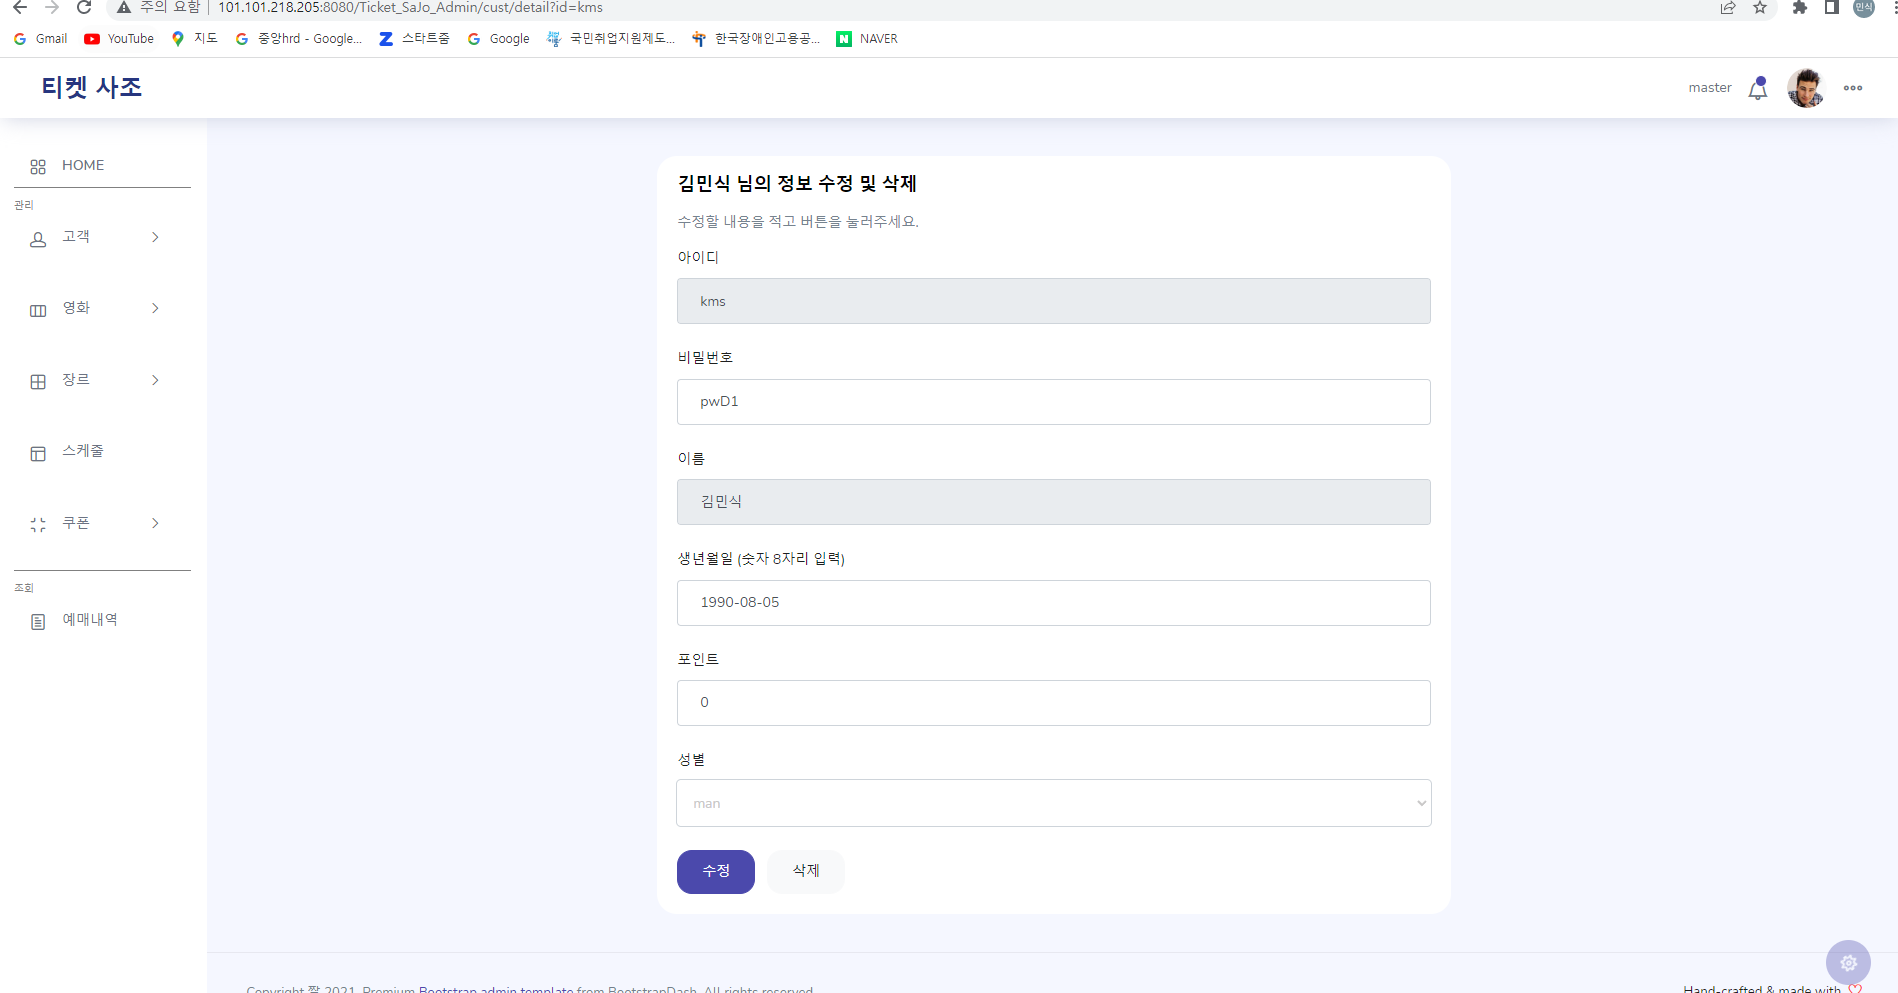 주의 요함 | 101.101.218.205:8080/Ticket_SaJo_Admin/cust/detail?id=kms
민식
Gmail YouTube 지도 중앙hrd - Google... 스타트줌 Google 국민취업지원제도... 한국장애인고용공... NAVER
티켓 사조
master
HOME
관리
고객
영화
장르
스케줄
쿠폰
조회
예매내역
김민식 님의 정보 수정 및 삭제
수정할 내용을 적고 버튼을 눌러주세요.
아이디
kms
비밀번호
pwD1
이름
김민식
생년월일 (숫자 8자리 입력)
1990-08-05
포인트
0
성별
man
수정 삭제
Copyright 짤 2021. Premium Bootstrap admin template from BootstrapDash. All rights reserved.
Hand-crafted & made with